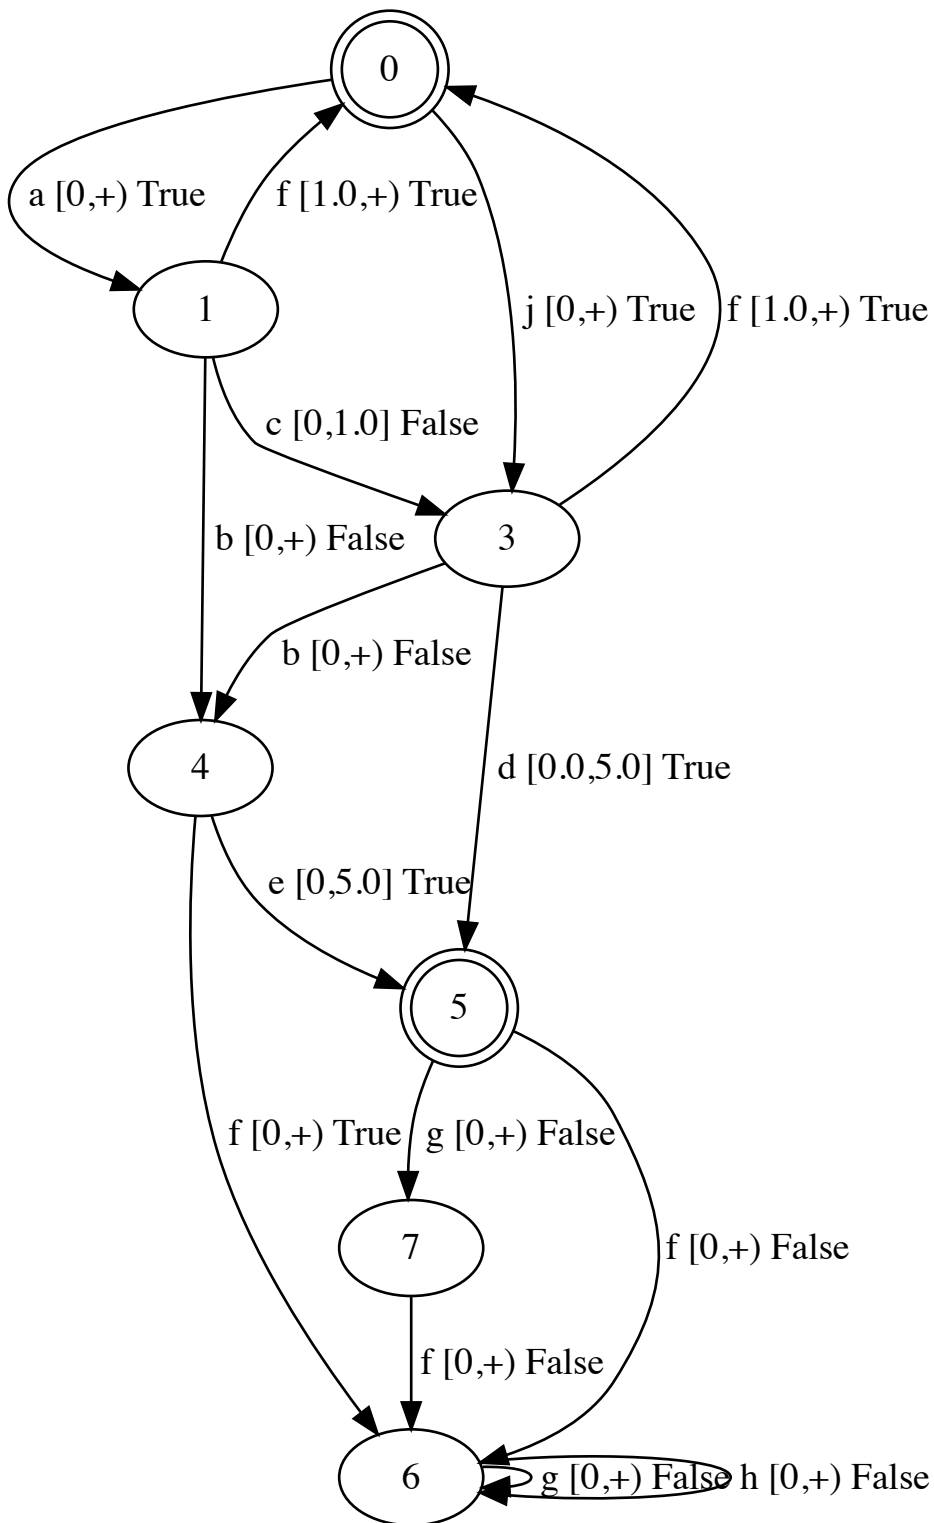 0
a [0,+) True
f [1.0,+) True
1
j [0,+) True
f [1.0,+) True
c [0,1.0] False
b [0,+) False
3
b [0,+) False
4
d [0.0,5.0] True
e [0,5.0] True
5
f [0,+) True
g [0,+) False
7
f [0,+) False
f [0,+) False
6
g [0,+) False
h [0,+) False